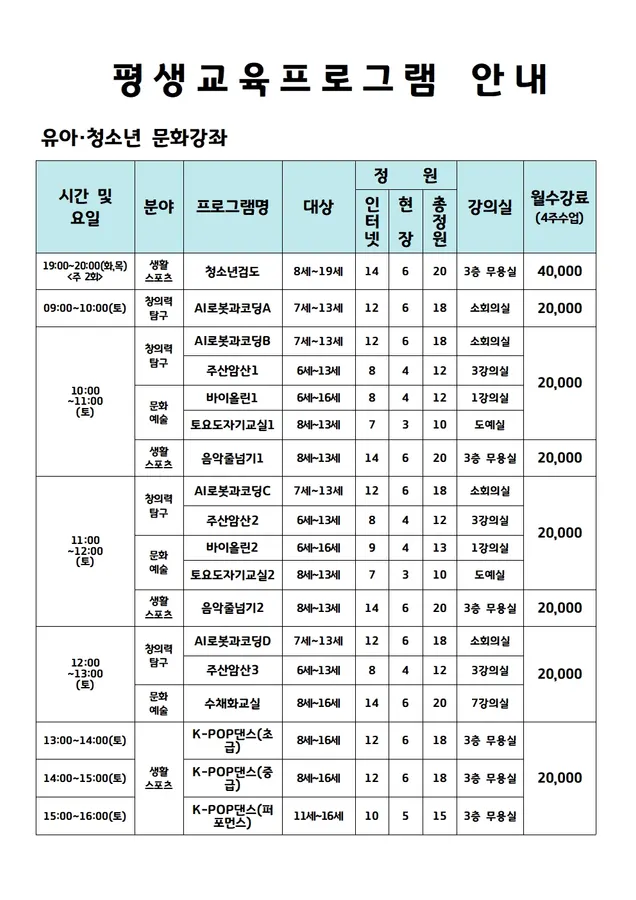 평생교육프로그램 안내
유아·청소년 문화강좌
시간 및 요일 분야 프로그램명 대상 정 원 강의실 월수강료 (4주수업)
인터넷 현장 총정원
19:00~20:00(화,목) <주 2회> 생활 스포츠 청소년검도 8세~19세 14 6 20 3층 무용실 40,000
09:00~10:00(토) 창의력 탐구 AI로봇과코딩A 7세~13세 12 6 18 소회의실 20,000
10:00 ~11:00 (토) 창의력 탐구 AI로봇과코딩B 7세~13세 12 6 18 소회의실 20,000
주산암산1 6세~13세 8 4 12 3강의실
문화 예술 바이올린1 6세~16세 8 4 12 1강의실
토요도자기교실1 8세~13세 7 3 10 도예실
생활 스포츠 음악줄넘기1 8세~13세 14 6 20 3층 무용실 20,000
11:00 ~12:00 (토) 창의력 탐구 AI로봇과코딩C 7세~13세 12 6 18 소회의실 20,000
주산암산2 6세~13세 8 4 12 3강의실
문화 예술 바이올린2 6세~16세 9 4 13 1강의실
토요도자기교실2 8세~13세 7 3 10 도예실
생활 스포츠 음악줄넘기2 8세~13세 14 6 20 3층 무용실 20,000
12:00 ~13:00 (토) 창의력 탐구 AI로봇과코딩D 7세~13세 12 6 18 소회의실 20,000
주산암산3 6세~13세 8 4 12 3강의실
문화 예술 수채화교실 8세~16세 14 6 20 7강의실
13:00~14:00(토) 생활 스포츠 K-POP댄스(초급) 8세~16세 12 6 18 3층 무용실 20,000
14:00~15:00(토) K-POP댄스(중급) 8세~16세 12 6 18 3층 무용실
15:00~16:00(토) K-POP댄스(퍼포먼스) 11세~16세 10 5 15 3층 무용실